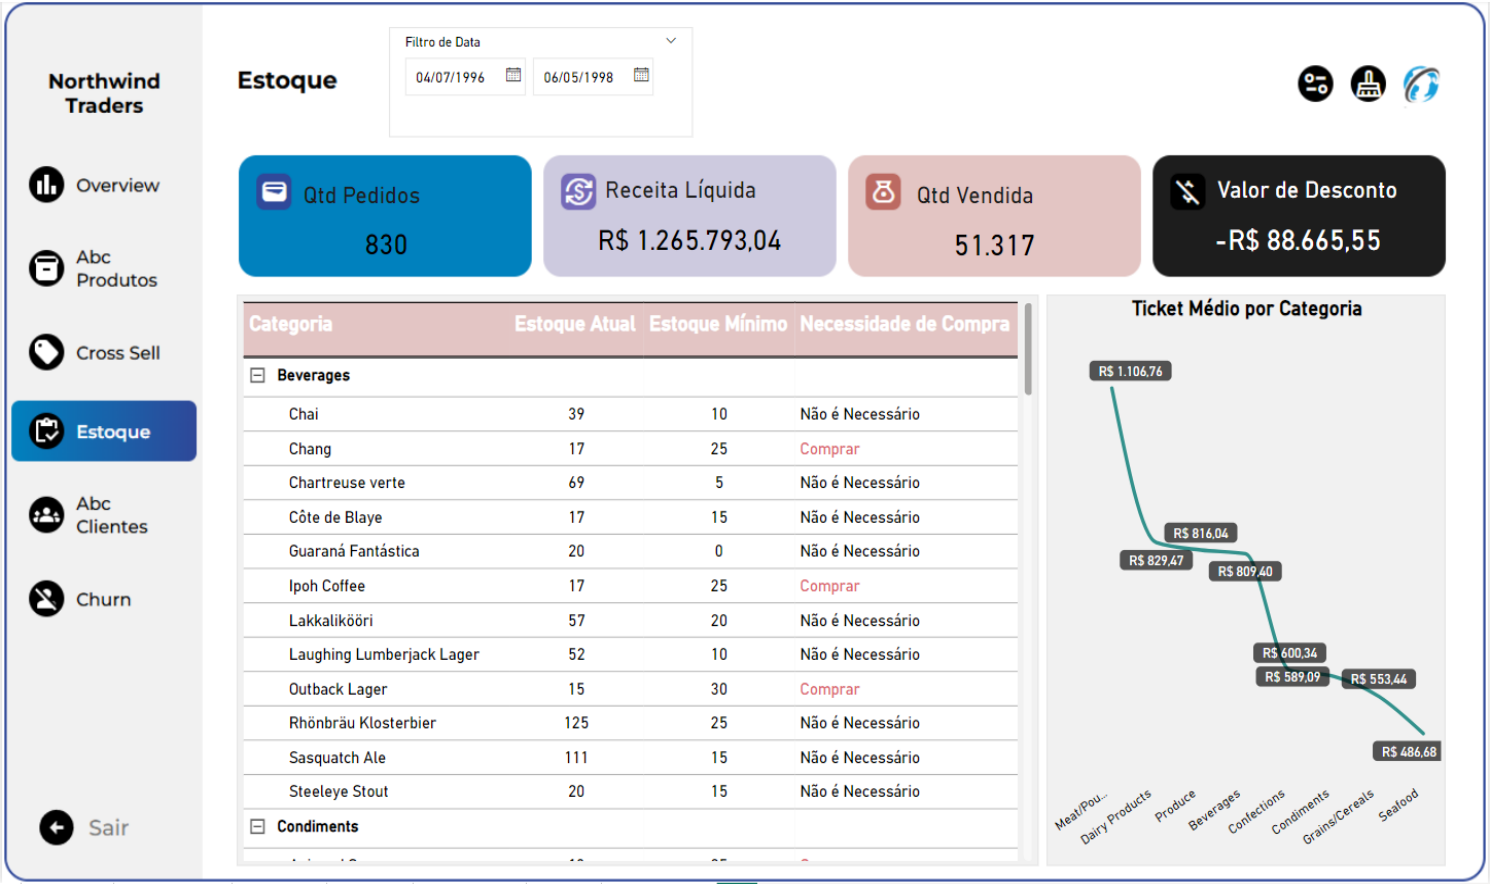 Northwind
Traders
Overview
Abc
Produtos
Cross Sell
Estoque
Abc
Clientes
Churn
Sair
Estoque
Filtro de Data
04/07/1996 06/05/1998
Qtd Pedidos
830
Receita Líquida
R$ 1.265.793,04
Qtd Vendida
51.317
Valor de Desconto
-R$ 88.665,55
Categoria Estoque Atual Estoque Mínimo Necessidade de Compra
Beverages
Chai 39 10 Não é Necessário
Chang 17 25 Comprar
Chartreuse verte 69 5 Não é Necessário
Côte de Blaye 17 15 Não é Necessário
Guaraná Fantástica 20 0 Não é Necessário
Ipoh Coffee 17 25 Comprar
Lakkalikööri 57 20 Não é Necessário
Laughing Lumberjack Lager 52 10 Não é Necessário
Outback Lager 15 30 Comprar
Rhönbräu Klosterbier 125 25 Não é Necessário
Sasquatch Ale 111 15 Não é Necessário
Steeleye Stout 20 15 Não é Necessário
Condiments
Ticket Médio por Categoria
R$ 1.106,76
R$ 816,04
R$ 829,47
R$ 809,40
R$ 600,34
R$ 589,09
R$ 553,44
R$ 486,68
Meat/Pou...
Dairy Products
Produce
Beverages
Confections
Condiments
Grains/Cereals
Seafood